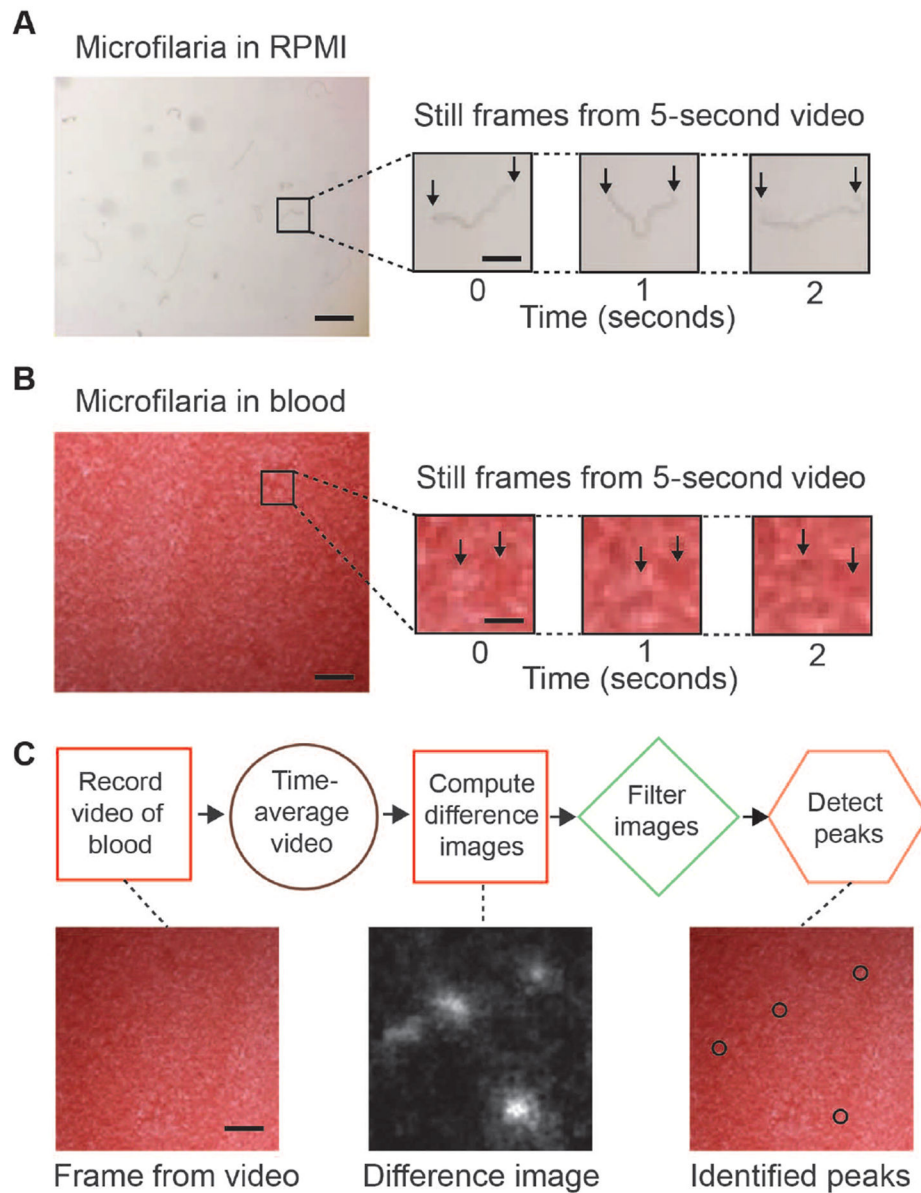 A
Microfilaria in RPMI
Still frames from 5-second video
0
1
2
Time (seconds)
B
Microfilaria in blood
Still frames from 5-second video
0
1
2
Time (seconds)
C
Record
video of
blood
Time-
average
video
Compute
difference
images
Filter
images
Detect
peaks
Frame from video
Difference image
Identified peaks